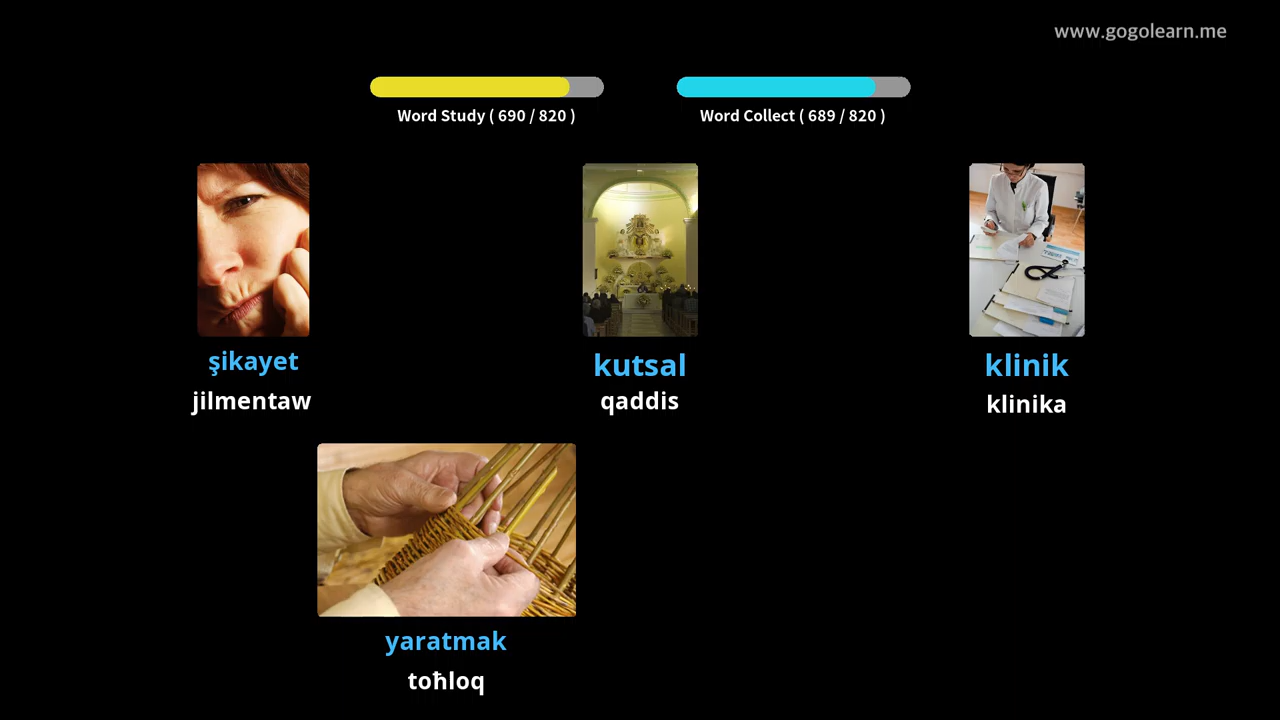 www.gogolearn.me
Word Study ( 690 / 820 )
Word Collect ( 689 / 820 )
şikayet
jilmentaw
kutsal
qaddis
klinik
klinika
yaratmak
toħloq